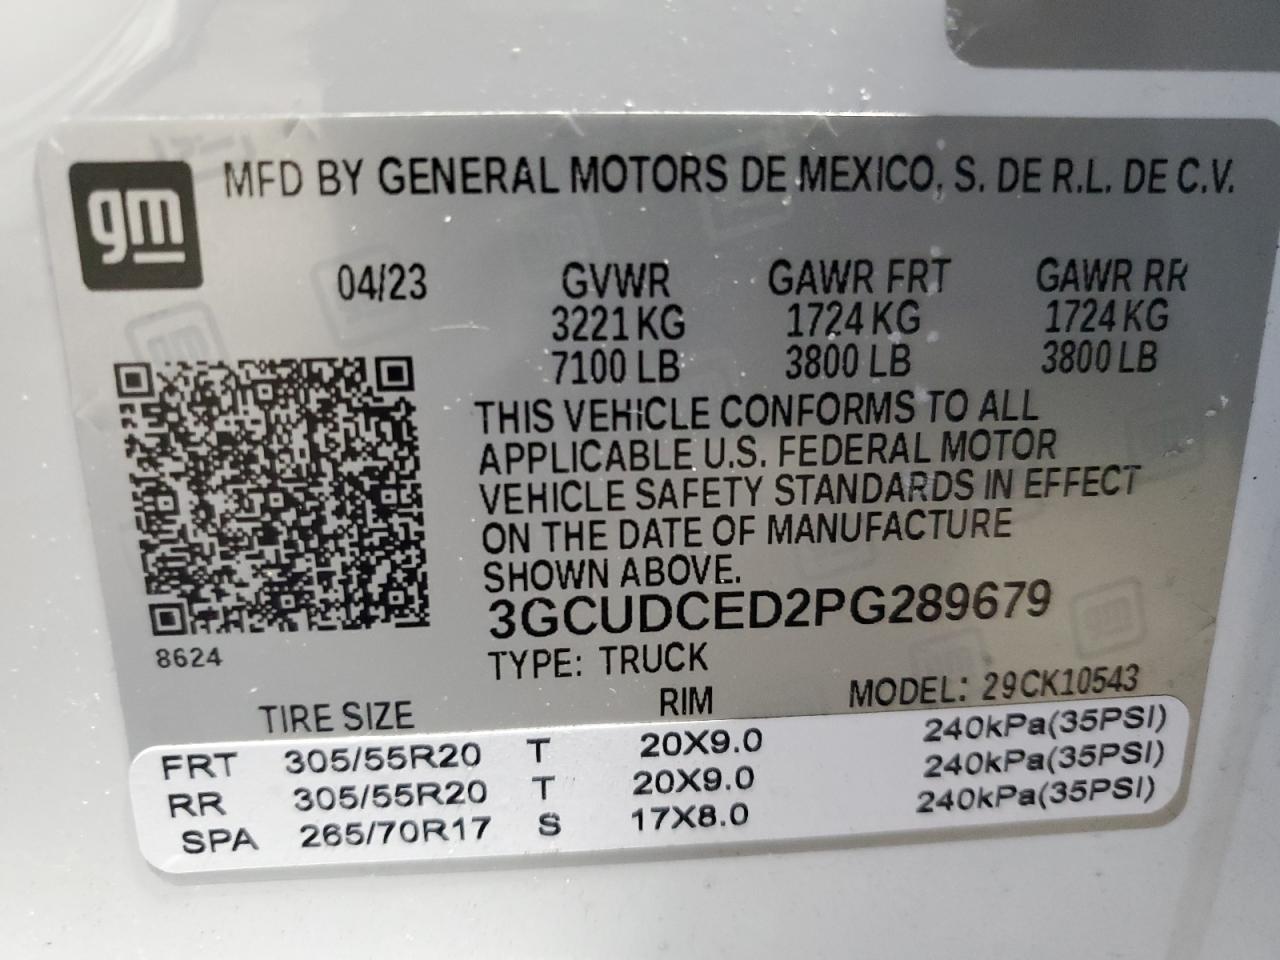 gm
MFD BY GENERAL MOTORS DE MEXICO, S. DE R.L. DE C.V.
04/23 GVWR GAWR FRT GAWR RR
3221 KG 1724 KG 1724 KG
7100 LB 3800 LB 3800 LB
THIS VEHICLE CONFORMS TO ALL
APPLICABLE U.S. FEDERAL MOTOR
VEHICLE SAFETY STANDARDS IN EFFECT
ON THE DATE OF MANUFACTURE
SHOWN ABOVE.
3GCUDCED2PG289679
8624 TYPE: TRUCK MODEL: 29CK10543
TIRE SIZE RIM
FRT 305/55R20 T 20X9.0 240kPa(35PSI)
RR 305/55R20 T 20X9.0 240kPa(35PSI)
SPA 265/70R17 S 17X8.0 240kPa(35PSI)